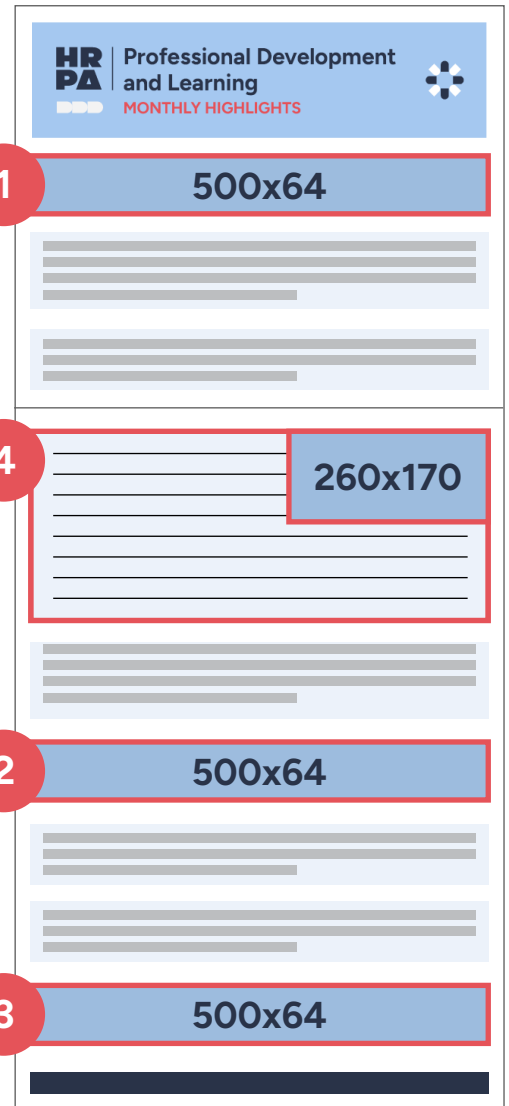 HR
PA
Professional Development
and Learning
MONTHLY HIGHLIGHTS
1
500x64
4
260x170
2
500x64
3
500x64